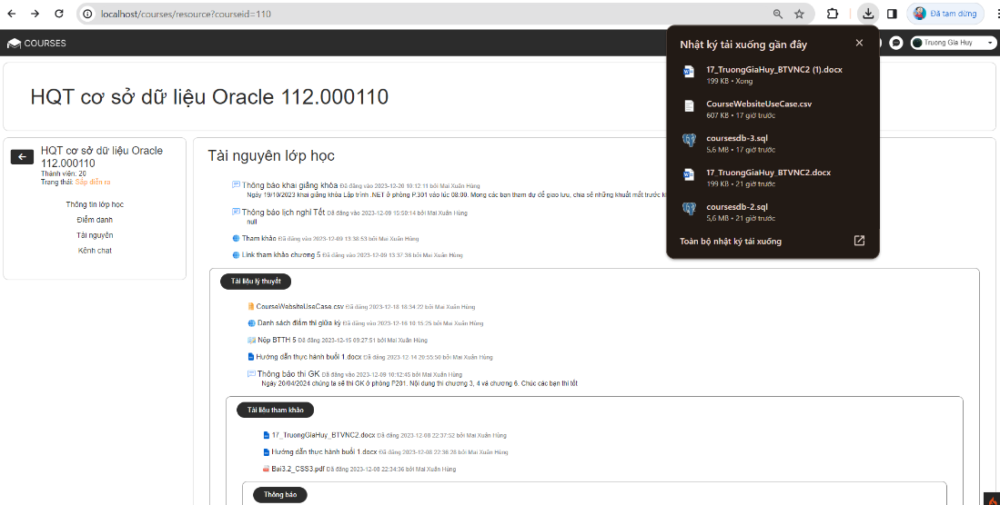 localhost/courses/resource?courseid=110
Đã tạm dừng
COURSES
Truong Gia Huy
Nhật ký tải xuống gần đây
17_TruongGiaHuy_BTVNC2 (1).docx
199 KB • Xong
CourseWebsiteUseCase.csv
607 KB • 17 giờ trước
coursesdb-3.sql
5,6 MB • 17 giờ trước
17_TruongGiaHuy_BTVNC2.docx
199 KB • 21 giờ trước
coursesdb-2.sql
5,6 MB • 21 giờ trước
Toàn bộ nhật ký tải xuống
HQT cơ sở dữ liệu Oracle 112.000110
HQT cơ sở dữ liệu Oracle
112.000110
Thành viên: 20
Trạng thái: Sắp diễn ra
Thông tin lớp học
Điểm danh
Tài nguyên
Kênh chat
Tài nguyên lớp học
Thông báo khai giảng khóa Đã đăng vào 2023-12-20 10:12:11 bởi Mai Xuân Hùng
Ngày 19/10/2023 khai giảng khóa Lập trình .NET ở phòng P.301 vào lúc 08:00. Mong các bạn tham dự để giao lưu, chia sẻ những khuất mắt trước
Thông báo lịch nghỉ Tết Đã đăng vào 2023-12-09 15:50:14 bởi Mai Xuân Hùng
null
Tham khảo Đã đăng vào 2023-12-09 13:38:53 bởi Mai Xuân Hùng
Link tham khảo chương 5 Đã đăng vào 2023-12-09 13:37:38 bởi Mai Xuân Hùng
Tài liệu lý thuyết
CourseWebsiteUseCase.csv Đã đăng 2023-12-18 18:34:22 bởi Mai Xuân Hùng
Danh sách điểm thi giữa kỳ Đã đăng vào 2023-12-16 10:15:25 bởi Mai Xuân Hùng
Nộp BTTH 5 Đã đăng 2023-12-15 09:27:51 bởi Mai Xuân Hùng
Hướng dẫn thực hành buổi 1.docx Đã đăng 2023-12-14 20:55:50 bởi Mai Xuân Hùng
Thông báo thi GK Đã đăng vào 2023-12-09 10:12:45 bởi Mai Xuân Hùng
Ngày 20/04/2024 chúng ta sẽ thi GK ở phòng P201. Nội dung thi chương 3, 4 và chương 6. Chúc các bạn thi tốt
Tài liệu tham khảo
17_TruongGiaHuy_BTVNC2.docx Đã đăng 2023-12-08 22:37:52 bởi Mai Xuân Hùng
Hướng dẫn thực hành buổi 1.docx Đã đăng 2023-12-08 22:36:28 bởi Mai Xuân Hùng
Bai3.2_CSS3.pdf Đã đăng 2023-12-08 22:34:36 bởi Mai Xuân Hùng
Thông báo